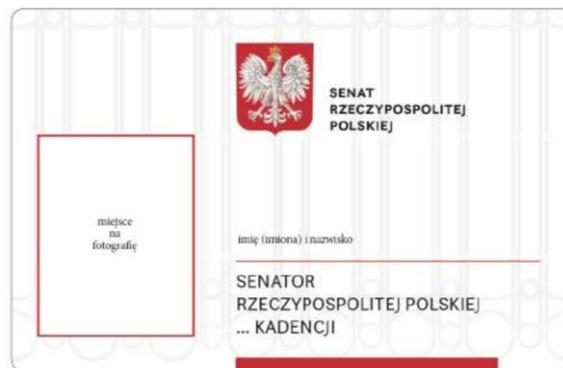 SENAT
RZECZYPOSPOLITEJ
POLSKIEJ
miejsce
na
fotografię
imię (imiona) i nazwisko
SENATOR
RZECZYPOSPOLITEJ POLSKIEJ
... KADENCJI